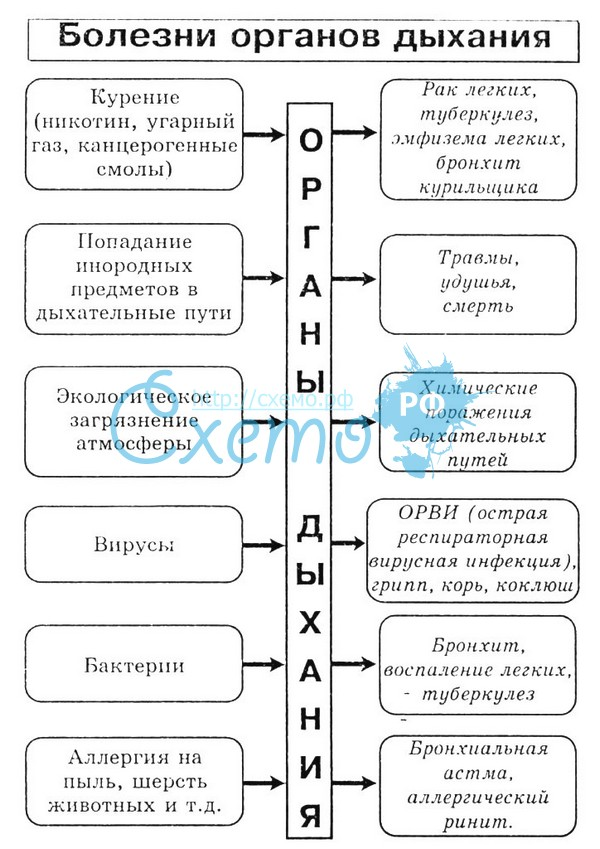 Болезни органов дыхания
Курение
(никотин, угарный
газ, канцерогенные
смолы)
Рак легких,
туберкулез,
эмфизема легких,
бронхит
курильщика
ОРГАНЫ ДЫХАНИЯ
Попадание
инородных
предметов в
дыхательные пути
Травмы,
удушья,
смерть
Экологическое
загрязнение
атмосферы
Химические
поражения
дыхательных
путей
http://схемо.рф
Схемо
РФ
Вирусы
ОРВИ (острая
респираторная
вирусная инфекция),
грипп, корь, коклюш
Бактерии
Бронхит,
воспаление легких,
- туберкулез
Аллергия на
пыль, шерсть
животных и т.д.
Бронхиальная
астма,
аллергический
ринит.